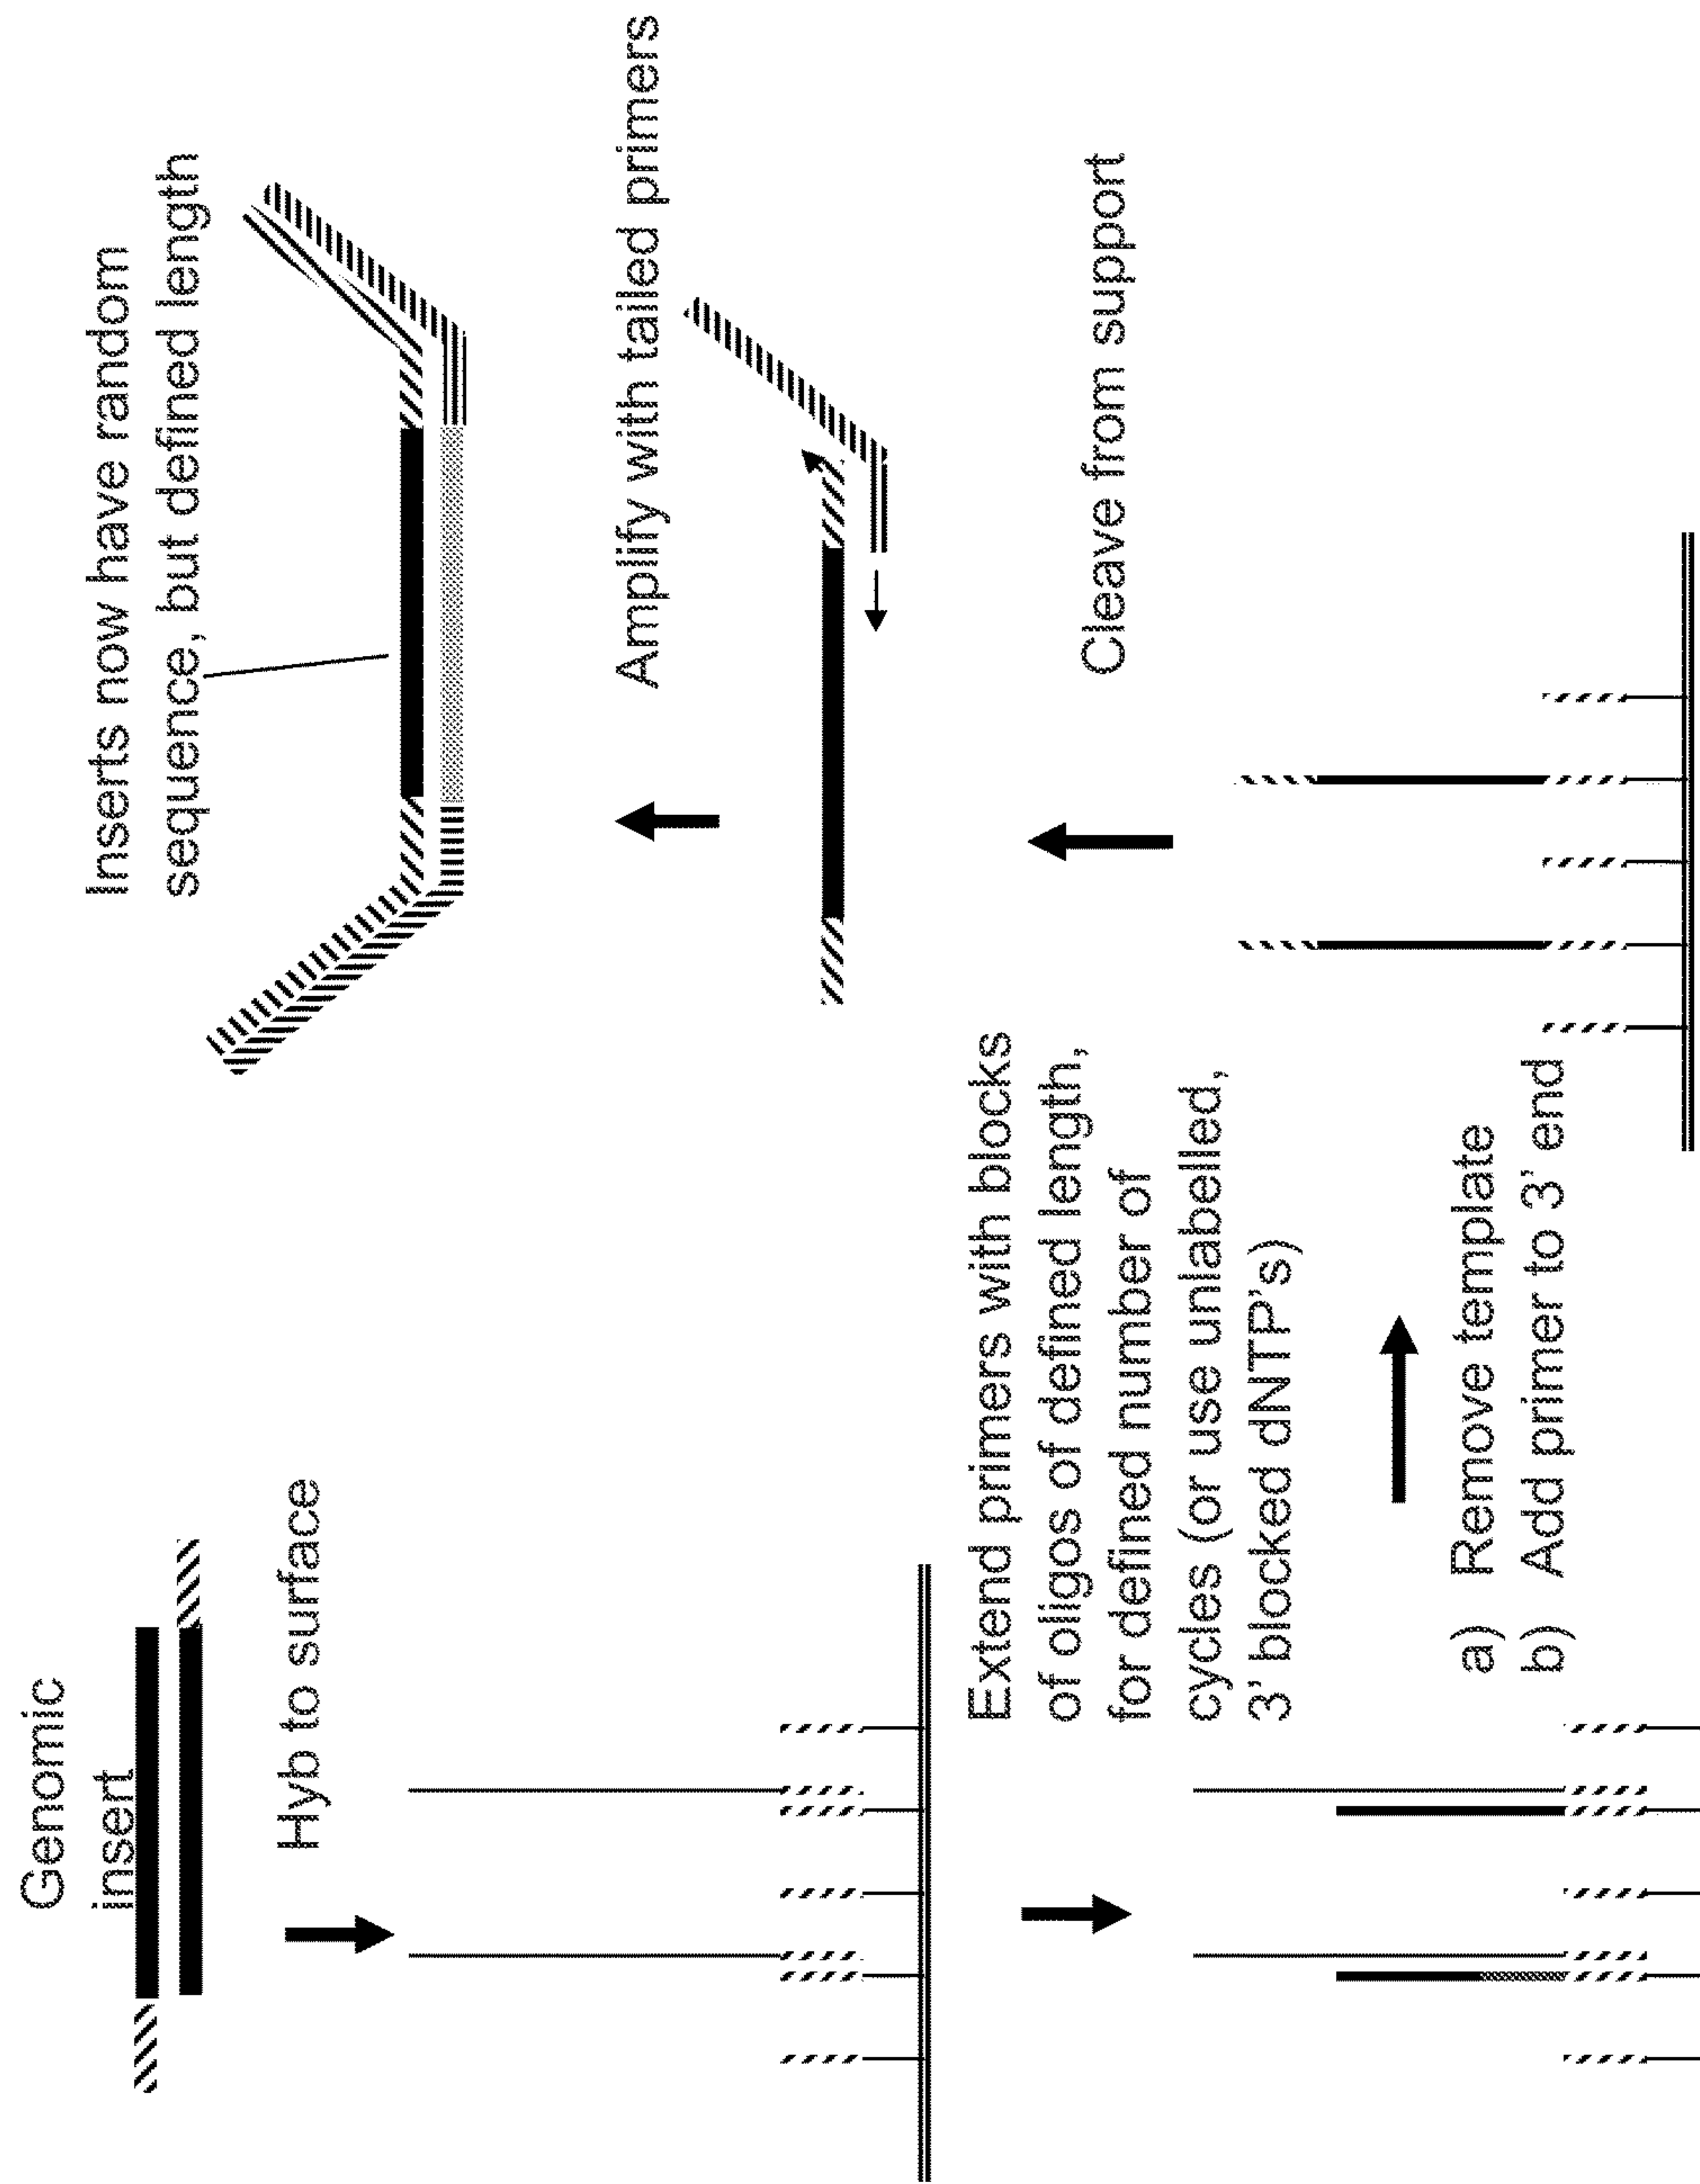 Genomic
insert
Hyb to surface
Extend primers with blocks
of oligos of defined length,
for defined number of
cycles (or use unlabelled,
3' blocked dNTP's)
a) Remove template
b) Add primer to 3' end
Cleave from support
Amplify with tailed primers
Inserts now have random
sequence, but defined length